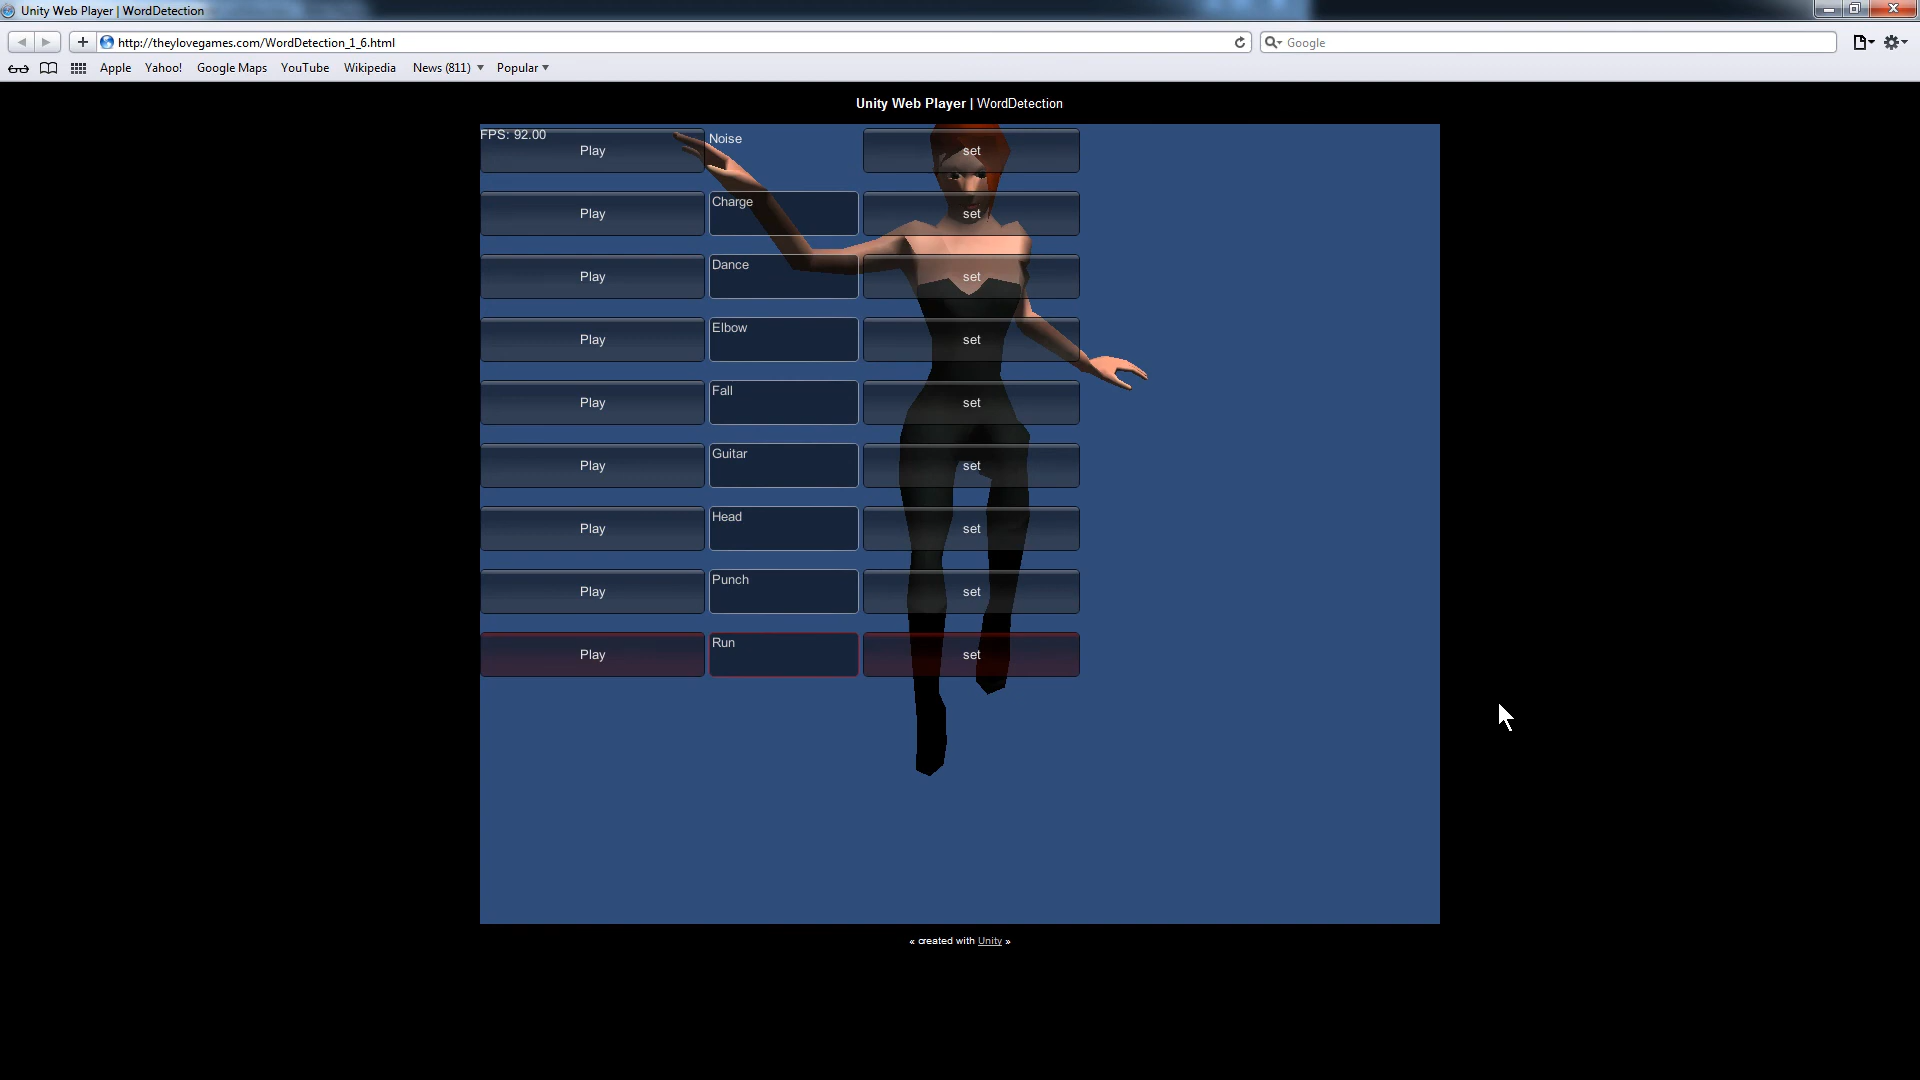 Unity Web Player | WordDetection
http://theylovegames.com/WordDetection_1_6.html
Google
Apple Yahoo! Google Maps YouTube Wikipedia News (811) Popular
Unity Web Player | WordDetection
FPS: 92.00
Play Noise set
Play Charge set
Play Dance set
Play Elbow set
Play Fall set
Play Guitar set
Play Head set
Play Punch set
Play Run set
« created with Unity »